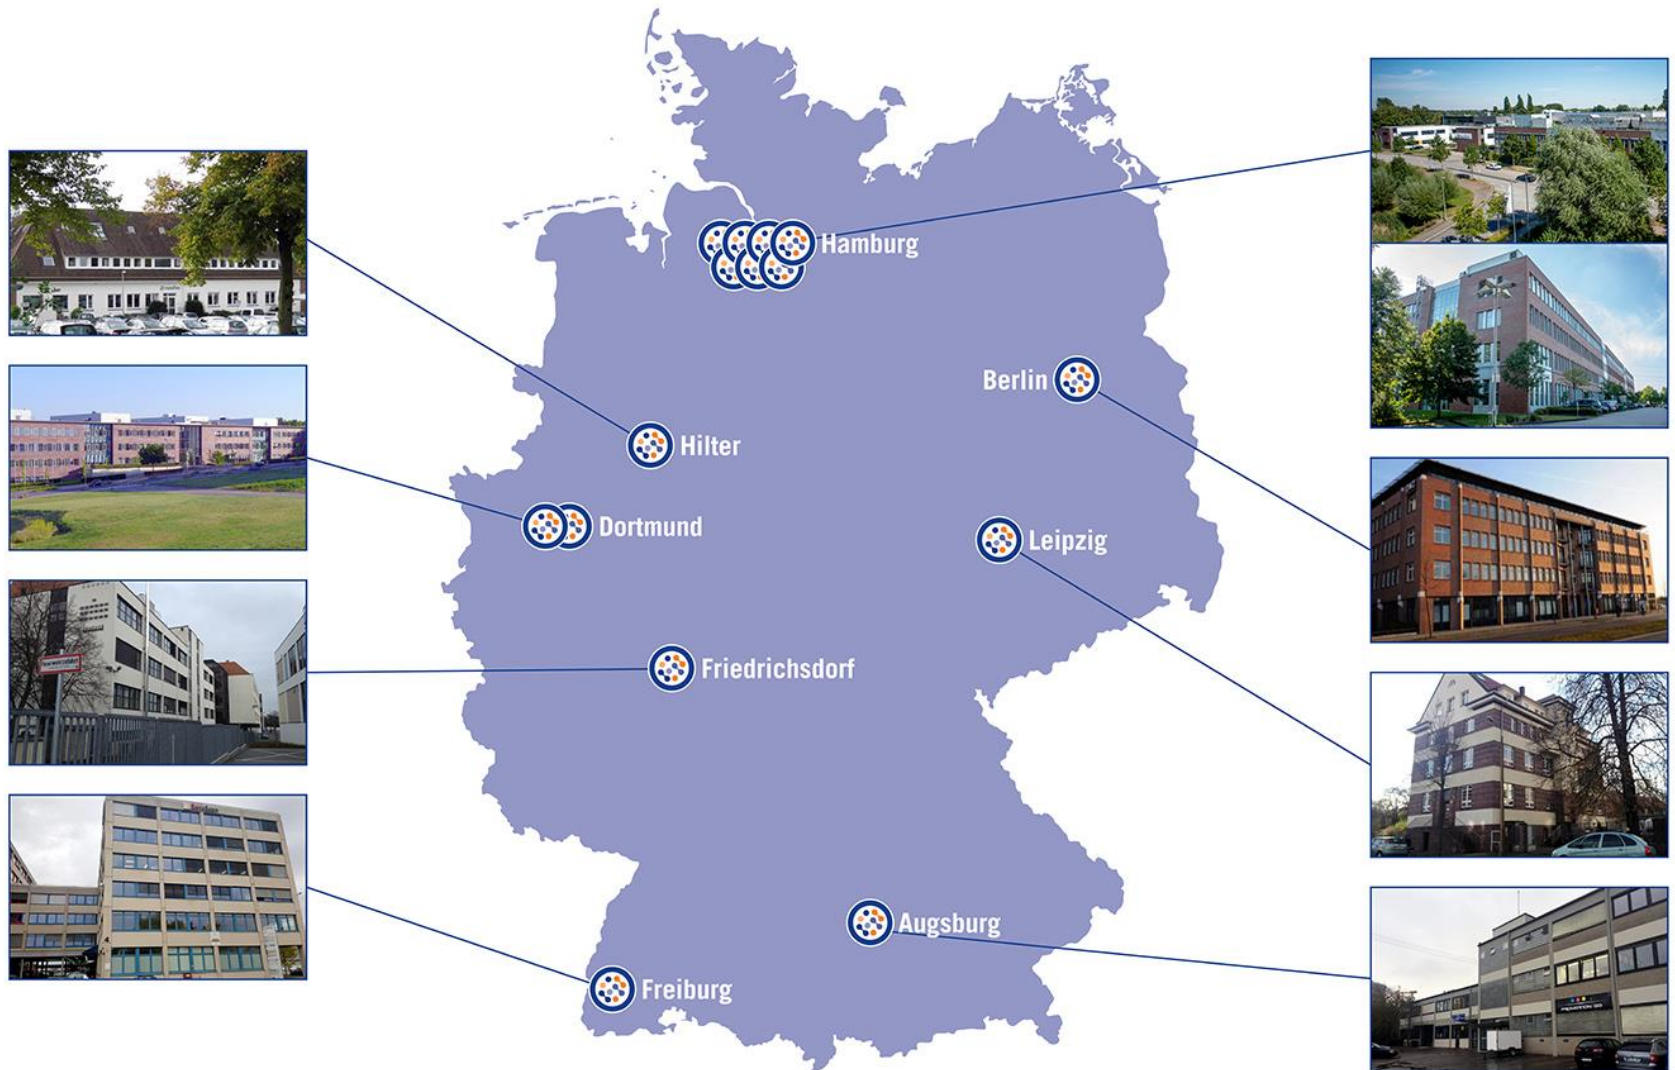 Hamburg
Berlin
Hilter
Dortmund
Leipzig
Friedrichsdorf
Augsburg
Freiburg